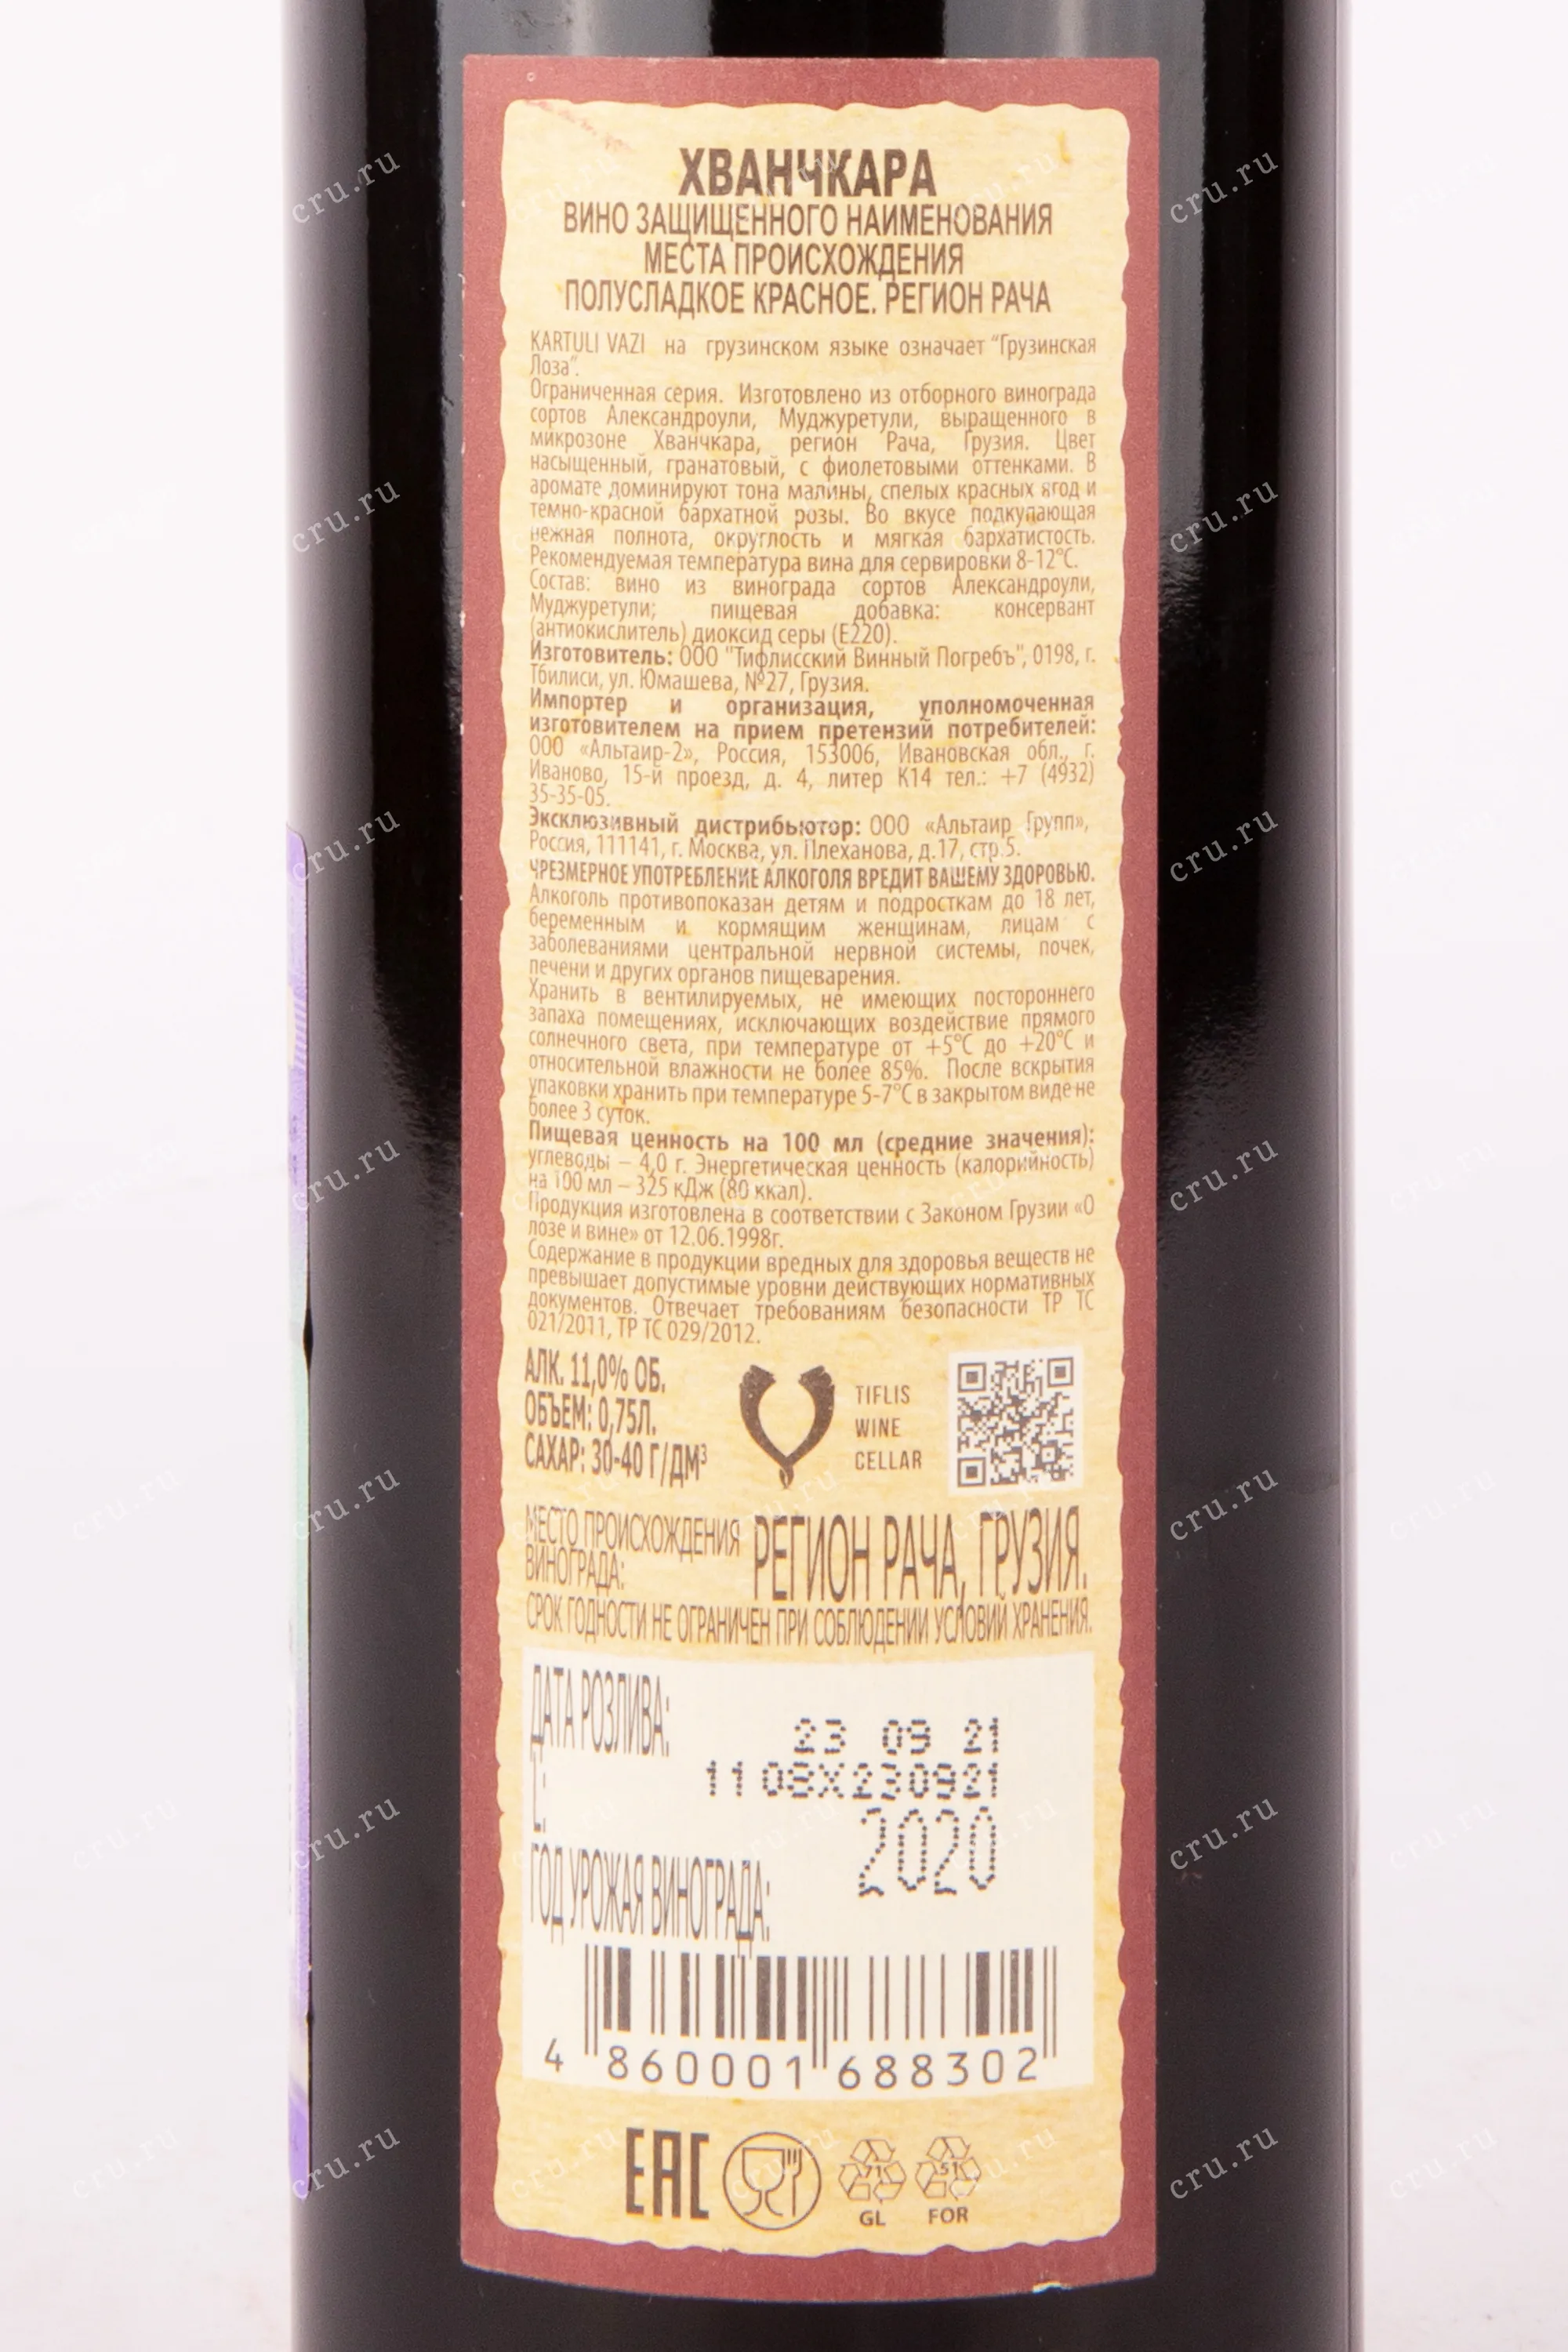 ХВАНЧКАРА
ВИНО ЗАЩИЩЕННОГО НАИМЕНОВАНИЯ
МЕСТА ПРОИСХОЖДЕНИЯ
ПОЛУСЛАДКОЕ КРАСНОЕ. РЕГИОН РАЧА
KARTULI VAZI на грузинском языке означает "Грузинская
Лоза".
Ограниченная серия. Изготовлено из отборного винограда
сортов Александроули, Муджуретули, выращенного в
микрозоне Хванчкара, регион Рача, Грузия. Цвет
насыщенный, гранатовый, с фиолетовыми оттенками. В
аромате доминируют тона малины, спелых красных ягод и
темно-красной бархатной розы. Во вкусе подкупающая
нежная полнота, округлость и мягкая бархатистость.
Рекомендуемая температура вина для сервировки 8-12°С.
Состав: вино из винограда сортов Александроули,
Муджуретули; пищевая добавка: консервант
(антиокислитель) диоксид серы (Е220).
Изготовитель: ООО "Тифлисский Винный Погребъ", 0198, г.
Тбилиси, ул. Юмашева, №27, Грузия.
Импортер и организация, уполномоченная
изготовителем на прием претензий потребителей:
ООО «Альтаир-2», Россия, 153006, Ивановская обл., г.
Иваново, 15-й проезд, д. 4, литер К14 тел.: +7 (4932)
35-35-05.
Эксклюзивный дистрибьютор: ООО «Альтаир Групп»,
Россия, 111141, г. Москва, ул. Плеханова, д.17, стр.5.
ЧРЕЗМЕРНОЕ УПОТРЕБЛЕНИЕ АЛКОГОЛЯ ВРЕДИТ ВАШЕМУ ЗДОРОВЬЮ.
Алкоголь противопоказан детям и подросткам до 18 лет,
беременным и кормящим женщинам, лицам с
заболеваниями центральной нервной системы, почек,
печени и других органов пищеварения.
Хранить в вентилируемых, не имеющих постороннего
запаха помещениях, исключающих воздействие прямого
солнечного света, при температуре от +5°С до +20°С и
относительной влажности не более 85%. После вскрытия
упаковки хранить при температуре 5-7°С в закрытом виде не
более 3 суток.
Пищевая ценность на 100 мл (средние значения):
углеводы – 4,0 г. Энергетическая ценность (калорийность)
на 100 мл – 325 кДж (80 ккал).
Продукция изготовлена в соответствии с Законом Грузии «О
лозе и вине» от 12.06.1998г.
Содержание в продукции вредных для здоровья веществ не
превышает допустимые уровни действующих нормативных
документов. Отвечает требованиям безопасности ТР ТС
021/2011, ТР ТС 029/2012.
АЛК. 11,0% ОБ.
ОБЪЕМ: 0,75Л.
САХАР: 30-40 Г/ДМ³
TIFLIS
WINE
CELLAR
МЕСТО ПРОИСХОЖДЕНИЯ
ВИНОГРАДА:
РЕГИОН РАЧА, ГРУЗИЯ.
СРОК ГОДНОСТИ НЕ ОГРАНИЧЕН ПРИ СОБЛЮДЕНИИ УСЛОВИЙ ХРАНЕНИЯ.
ДАТА РОЗЛИВА:
23 09 21
L:
1108X230921
ГОД УРОЖАЯ ВИНОГРАДА:
2020
4 860001 688302
EAC
71
GL
51
FOR
cru.ru